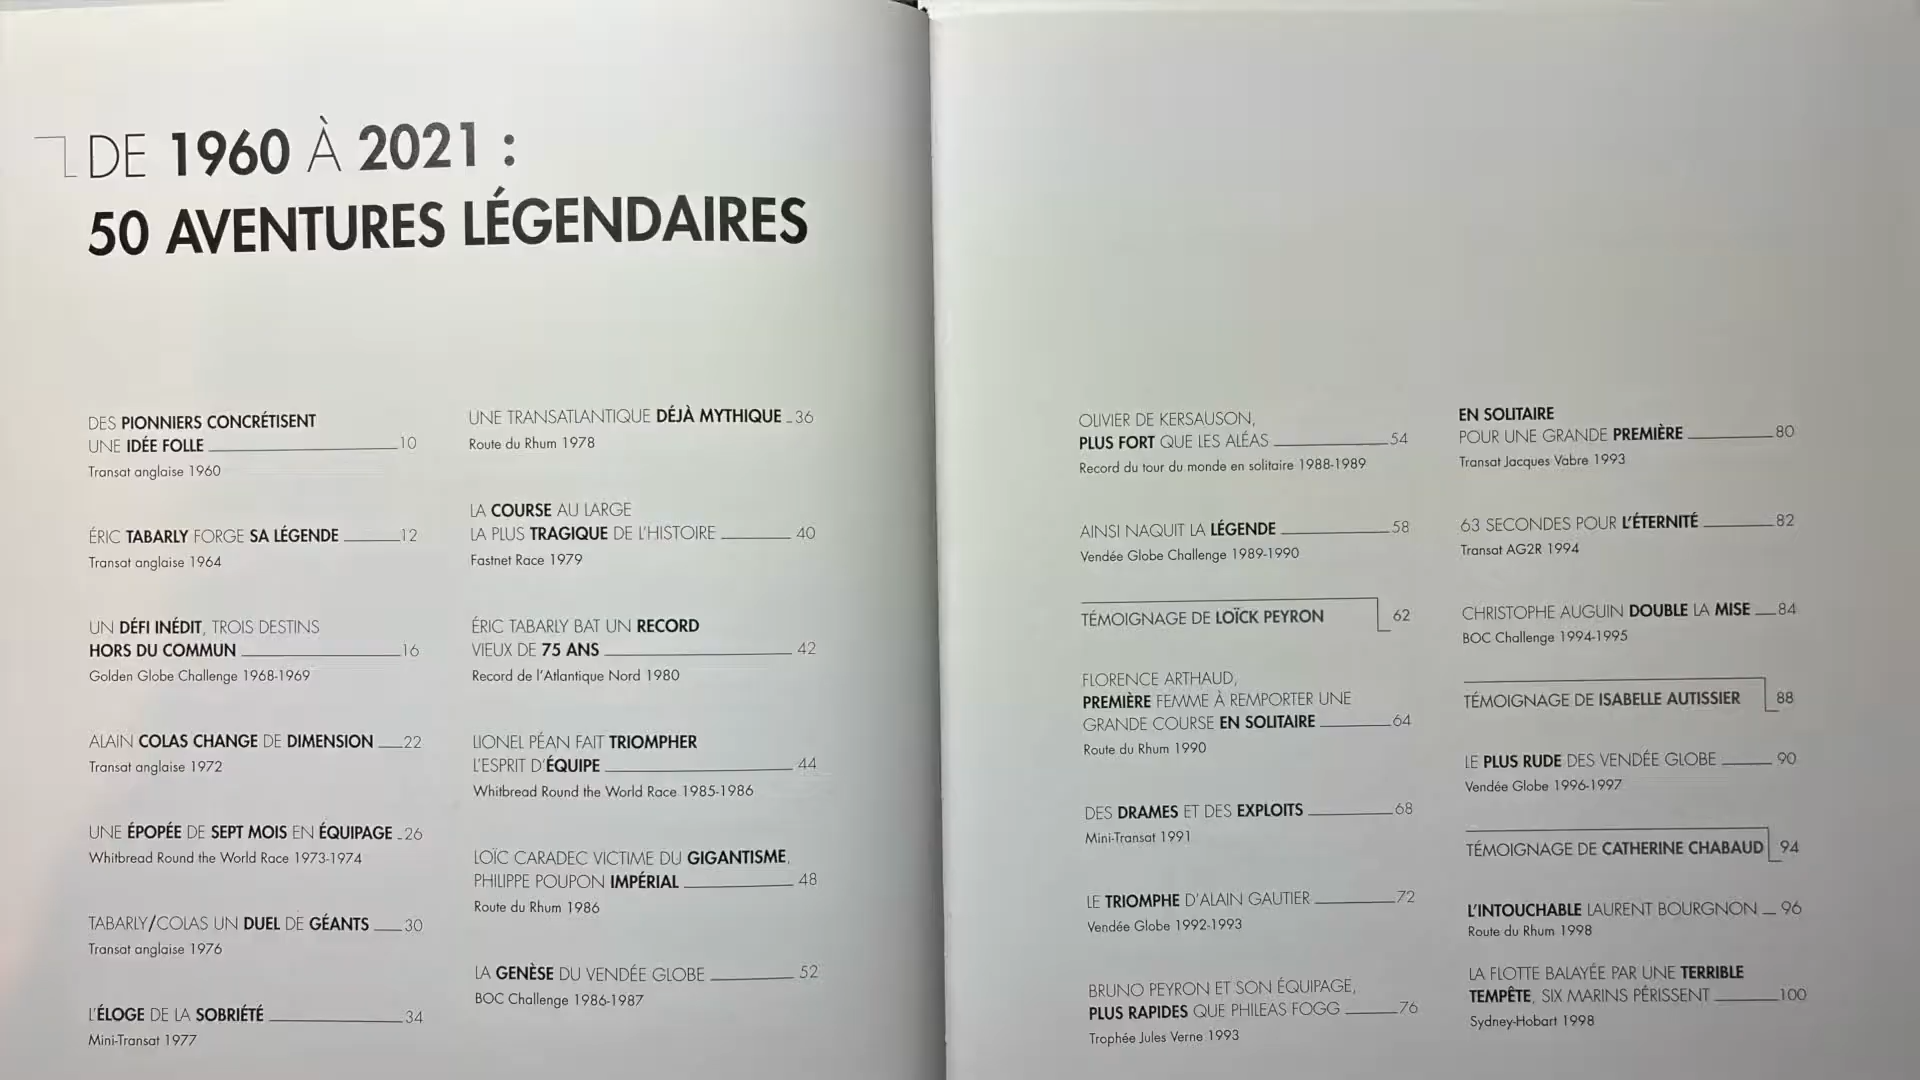 DE 1960 À 2021 :
50 AVENTURES LÉGENDAIRES
DES PIONNIERS CONCRÉTISENT
UNE IDÉE FOLLE 10
Transat anglaise 1960
ÉRIC TABARLY FORGE SA LÉGENDE 12
Transat anglaise 1964
UN DÉFI INÉDIT, TROIS DESTINS
HORS DU COMMUN 16
Golden Globe Challenge 1968-1969
ALAIN COLAS CHANGE DE DIMENSION 22
Transat anglaise 1972
UNE ÉPOPÉE DE SEPT MOIS EN ÉQUIPAGE 26
Whitbread Round the World Race 1973-1974
TABARLY/COLAS UN DUEL DE GÉANTS 30
Transat anglaise 1976
L'ÉLOGE DE LA SOBRIÉTÉ 34
Mini-Transat 1977
UNE TRANSATLANTIQUE DÉJÀ MYTHIQUE 36
Route du Rhum 1978
LA COURSE AU LARGE
LA PLUS TRAGIQUE DE L'HISTOIRE 40
Fastnet Race 1979
ÉRIC TABARLY BAT UN RECORD
VIEUX DE 75 ANS 42
Record de l'Atlantique Nord 1980
LIONEL PÉAN FAIT TRIOMPHER
L'ESPRIT D'ÉQUIPE 44
Whitbread Round the World Race 1985-1986
LOÏC CARADEC VICTIME DU GIGANTISME,
PHILIPPE POUPON IMPÉRIAL 48
Route du Rhum 1986
LA GENÈSE DU VENDÉE GLOBE 52
BOC Challenge 1986-1987
OLIVIER DE KERSAUSON,
PLUS FORT QUE LES ALÉAS 54
Record du tour du monde en solitaire 1988-1989
AINSI NAQUIT LA LÉGENDE 58
Vendée Globe Challenge 1989-1990
TÉMOIGNAGE DE LOÏCK PEYRON 62
FLORENCE ARTHAUD,
PREMIÈRE FEMME À REMPORTER UNE
GRANDE COURSE EN SOLITAIRE 64
Route du Rhum 1990
DES DRAMES ET DES EXPLOITS 68
Mini-Transat 1991
LE TRIOMPHE D'ALAIN GAUTIER 72
Vendée Globe 1992-1993
BRUNO PEYRON ET SON ÉQUIPAGE,
PLUS RAPIDES QUE PHILEAS FOGG 76
Trophée Jules Verne 1993
EN SOLITAIRE
POUR UNE GRANDE PREMIÈRE 80
Transat Jacques Vabre 1993
63 SECONDES POUR L'ÉTERNITÉ 82
Transat AG2R 1994
CHRISTOPHE AUGUIN DOUBLE LA MISE 84
BOC Challenge 1994-1995
TÉMOIGNAGE DE ISABELLE AUTISSIER 88
LE PLUS RUDE DES VENDÉE GLOBE 90
Vendée Globe 1996-1997
TÉMOIGNAGE DE CATHERINE CHABAUD 94
L'INTOUCHABLE LAURENT BOURGNON 96
Route du Rhum 1998
LA FLOTTE BALAYÉE PAR UNE TERRIBLE
TEMPÊTE, SIX MARINS PÉRISSENT 100
Sydney-Hobart 1998